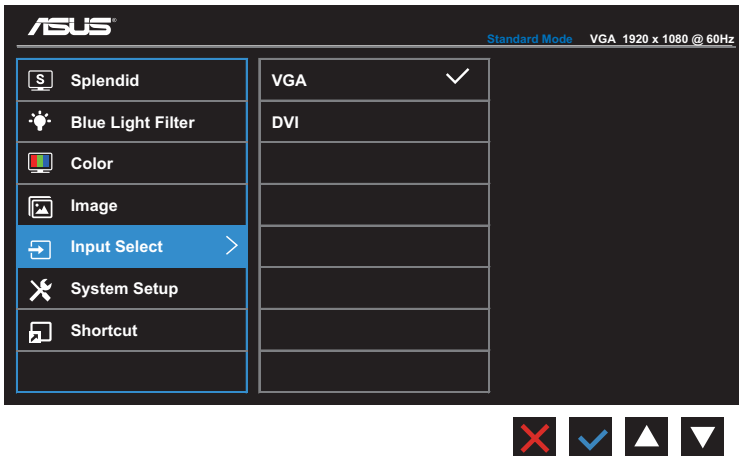 ASUS
Standard Mode VGA 1920 x 1080 @ 60Hz
S Splendid
Blue Light Filter
Color
Image
Input Select
System Setup
Shortcut
VGA
DVI